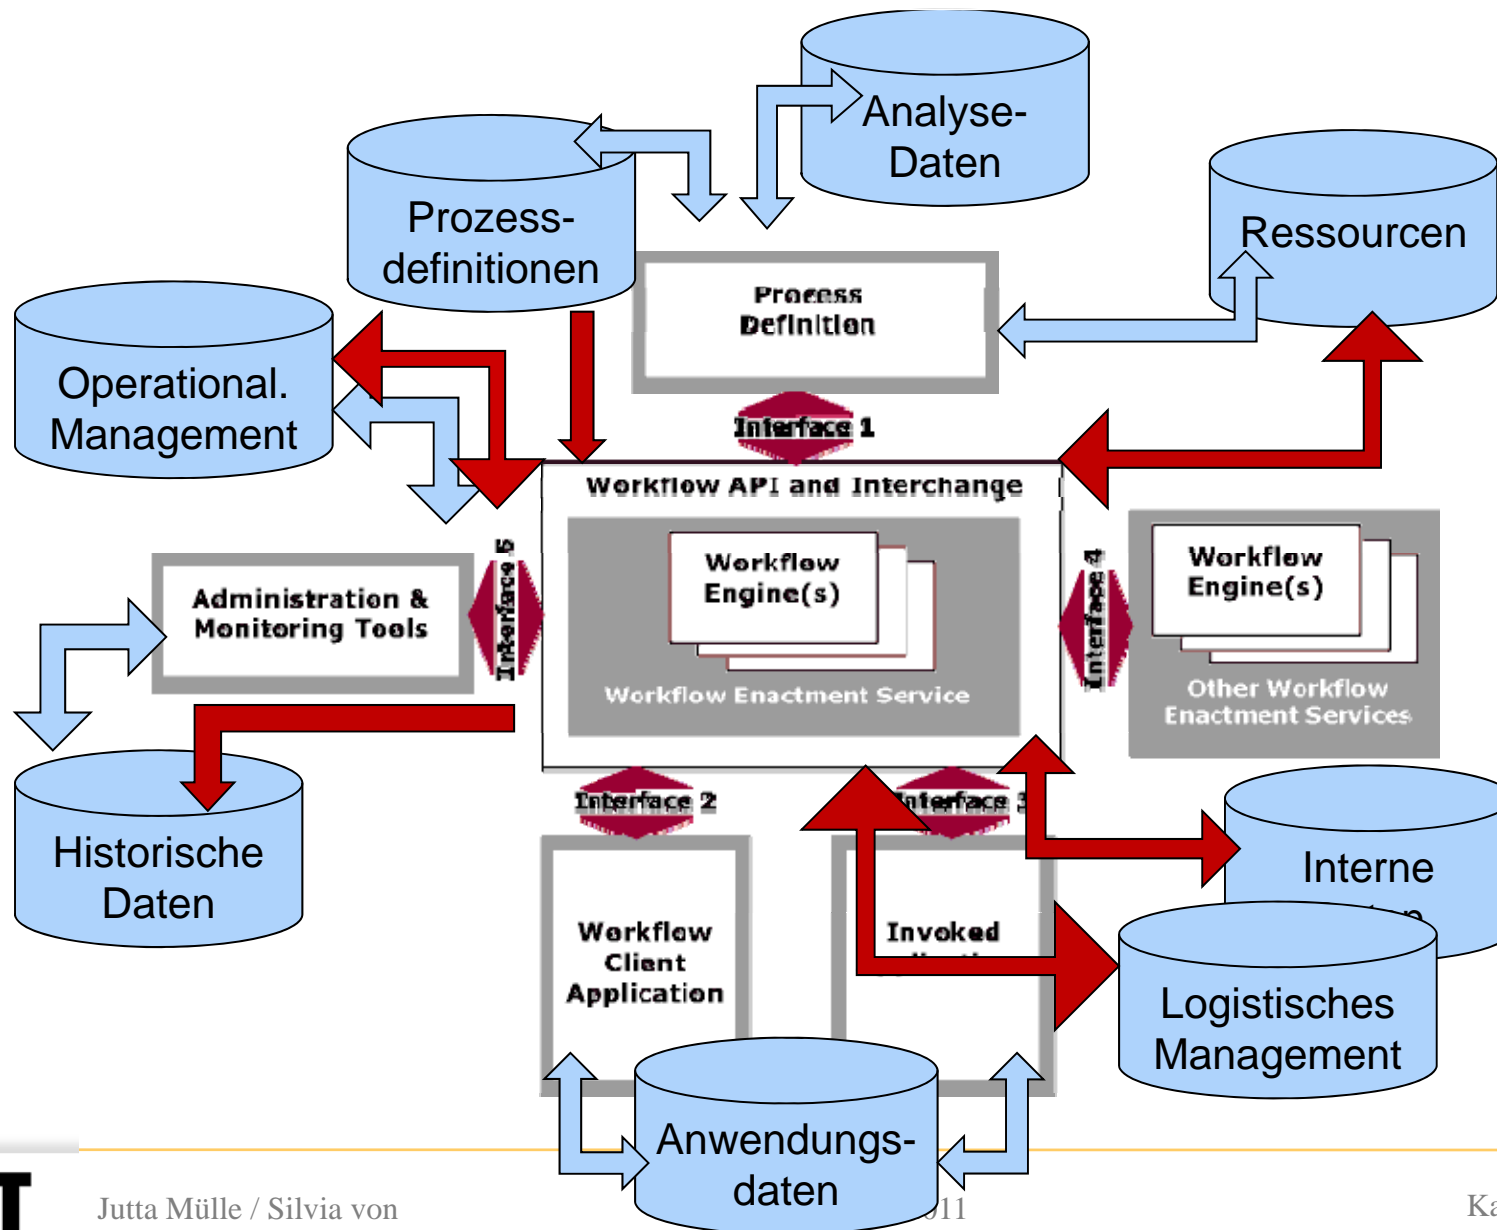 Analyse-
Daten
Prozess-
definitionen
Ressourcen
Process
Definition
Operational.
Management
Interface 1
Workflow API and Interchange
Workflow
Engine(s)
Workflow Enactment Service
Interface 5
Administration &
Monitoring Tools
Interface 4
Workflow
Engine(s)
Other Workflow
Enactment Services
Interface 2
Interface 3
Historische
Daten
Interne
Workflow
Client
Application
Invoked
Logistisches
Management
Anwendungs-
daten
Jutta Mülle / Silvia von